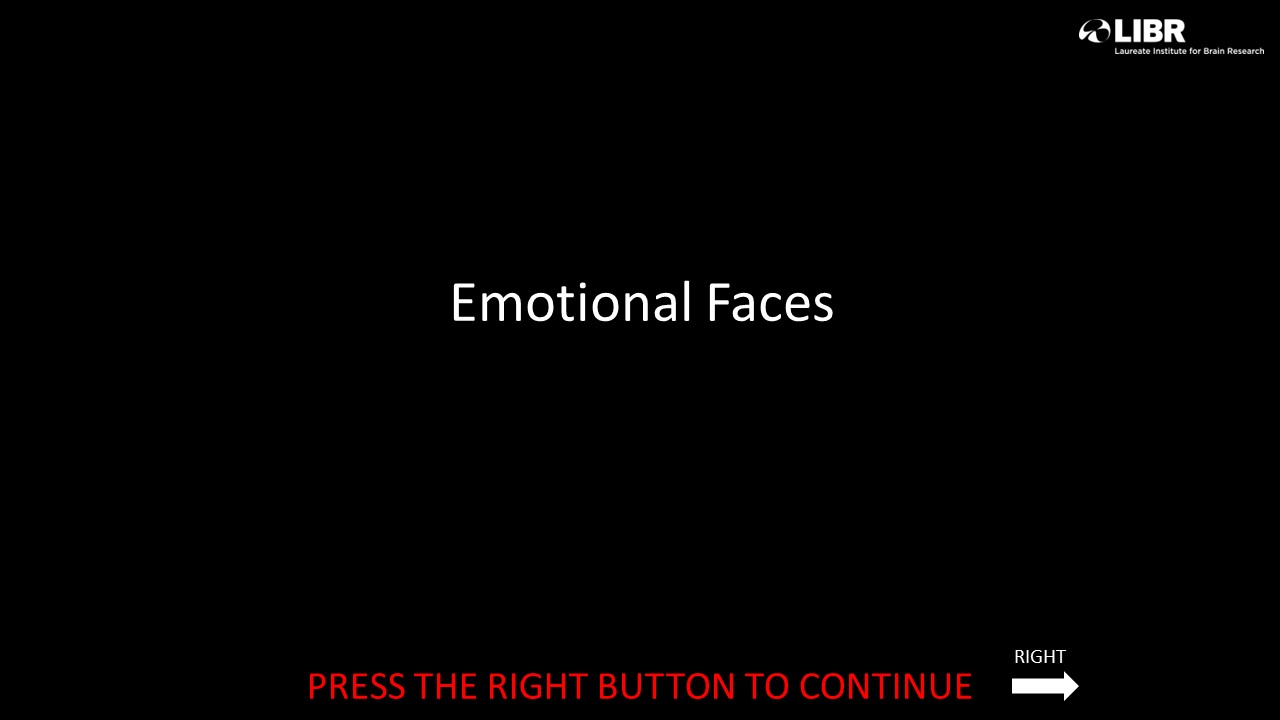 LIBR
Laureate Institute for Brain Research
Emotional Faces
RIGHT
PRESS THE RIGHT BUTTON TO CONTINUE